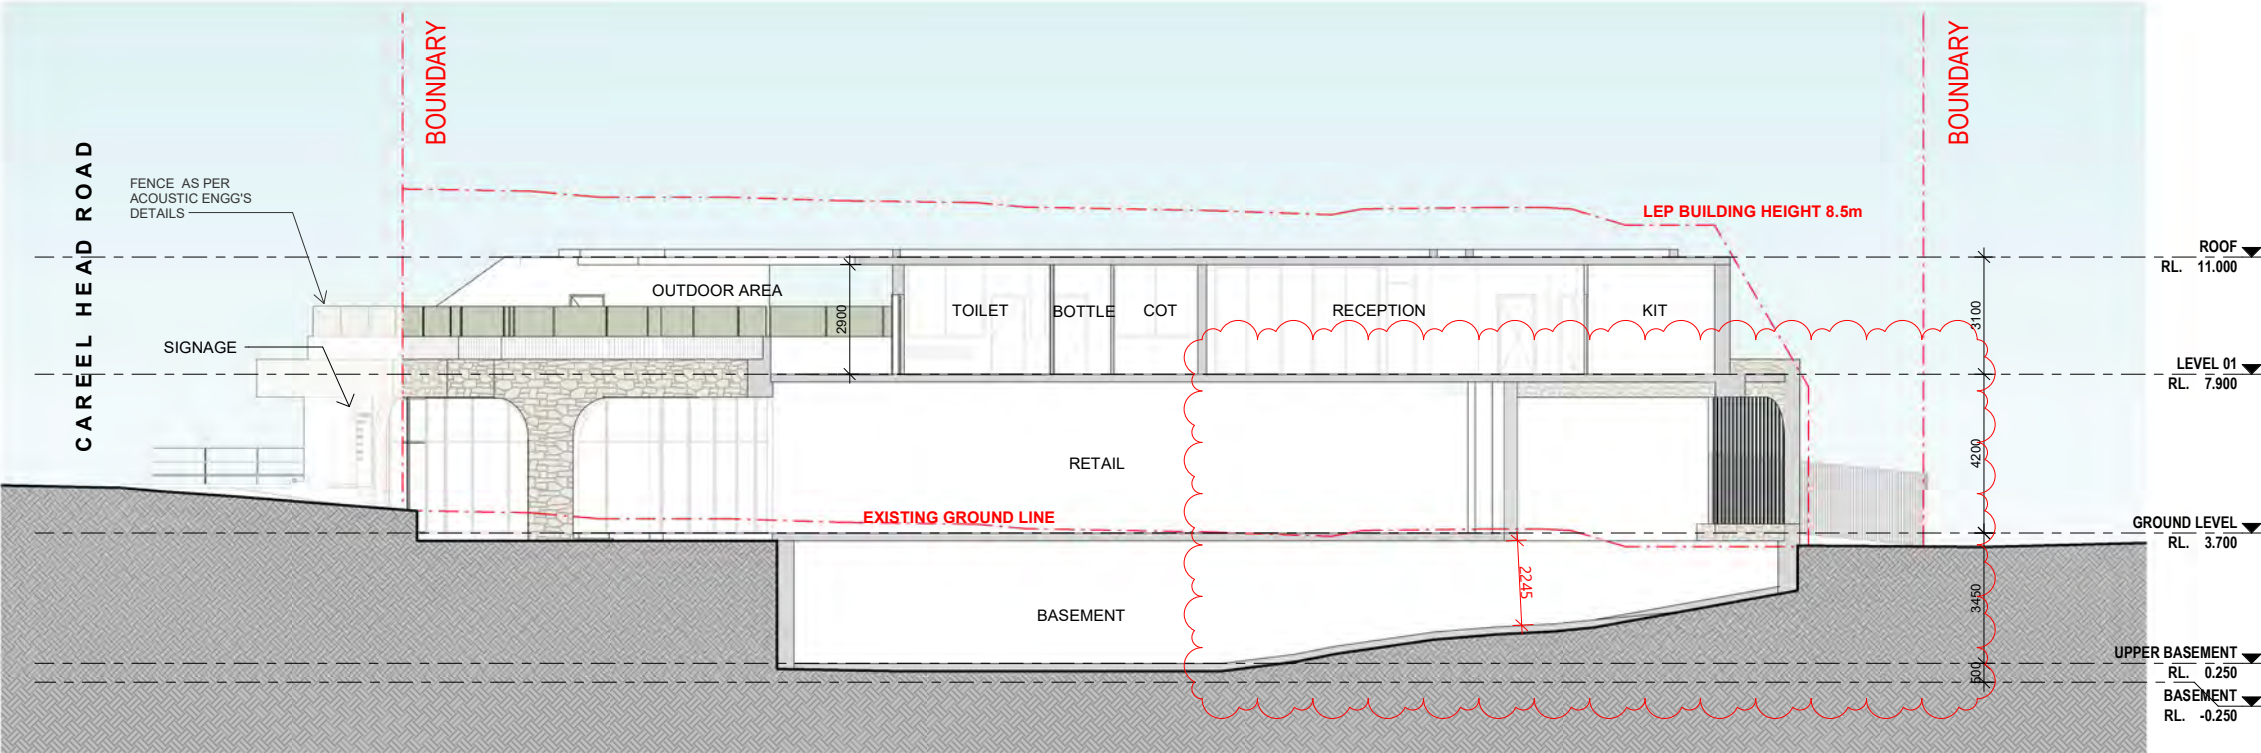 BOUNDARY
BOUNDARY
CAREEL HEAD ROAD
FENCE AS PER
ACOUSTIC ENGG'S
DETAILS
SIGNAGE
LEP BUILDING HEIGHT 8.5m
ROOF
RL. 11.000
OUTDOOR AREA
2900
TOILET
BOTTLE
COT
RECEPTION
KIT
3100
LEVEL 01
RL. 7.900
RETAIL
4200
EXISTING GROUND LINE
GROUND LEVEL
RL. 3.700
2245
3450
BASEMENT
UPPER BASEMENT
RL. 0.250
500
BASEMENT
RL. -0.250